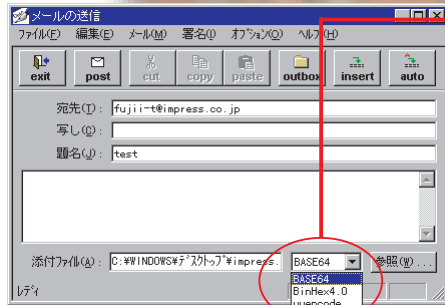 メールの送信
ファイル(F) 編集(E) メール(M) 署名(I) オプション(O) ヘルプ(H)
exit post cut copy paste outbox insert auto
宛先(T): fujii-t@impress.co.jp
写し(C):
題名(J): test
添付ファイル(A): C:¥WINDOWS¥デスクトップ¥impress. BASE64 参照(W)...
BASE64
レディ BinHex4.0
uuencode